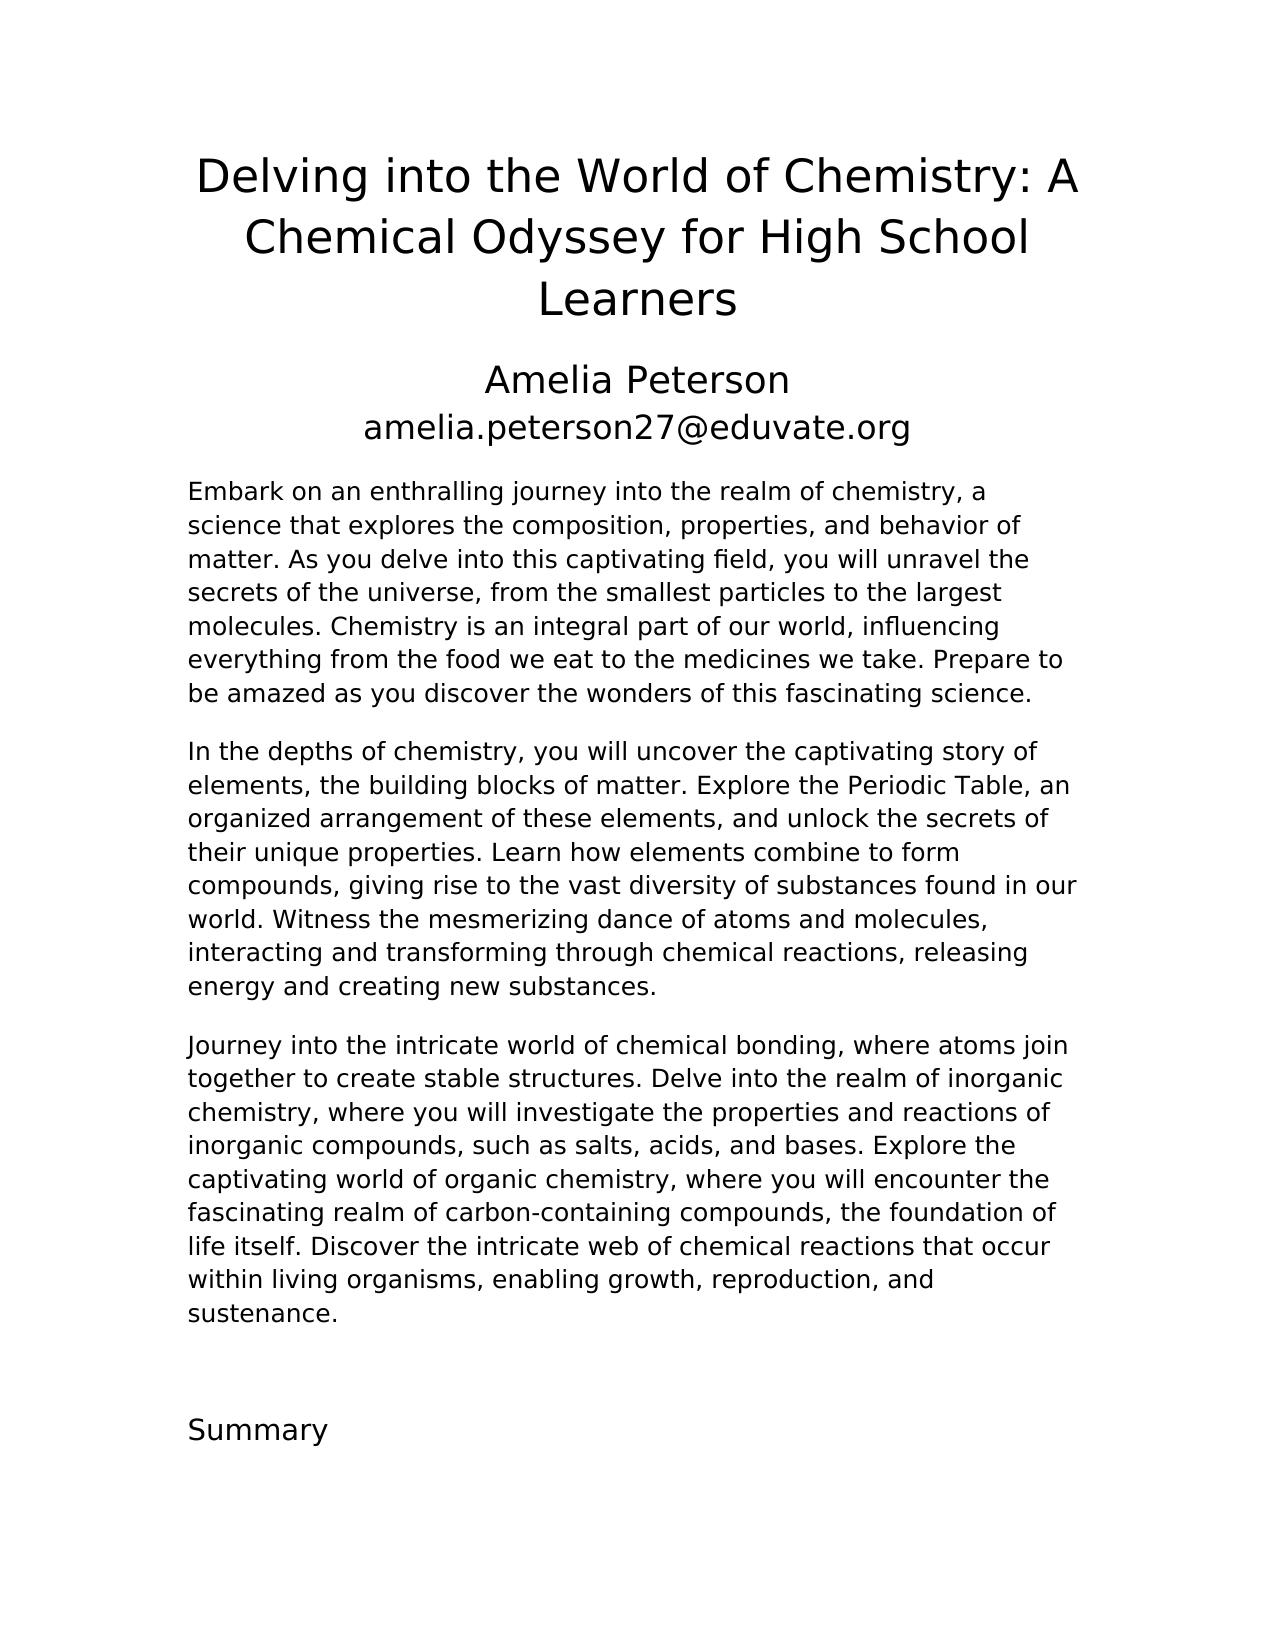 Delving into the World of Chemistry: A
Chemical Odyssey for High School
Learners
Amelia Peterson
amelia.peterson27@eduvate.org
Embark on an enthralling journey into the realm of chemistry, a
science that explores the composition, properties, and behavior of
matter. As you delve into this captivating field, you will unravel the
secrets of the universe, from the smallest particles to the largest
molecules. Chemistry is an integral part of our world, influencing
everything from the food we eat to the medicines we take. Prepare to
be amazed as you discover the wonders of this fascinating science.
In the depths of chemistry, you will uncover the captivating story of
elements, the building blocks of matter. Explore the Periodic Table, an
organized arrangement of these elements, and unlock the secrets of
their unique properties. Learn how elements combine to form
compounds, giving rise to the vast diversity of substances found in our
world. Witness the mesmerizing dance of atoms and molecules,
interacting and transforming through chemical reactions, releasing
energy and creating new substances.
Journey into the intricate world of chemical bonding, where atoms join
together to create stable structures. Delve into the realm of inorganic
chemistry, where you will investigate the properties and reactions of
inorganic compounds, such as salts, acids, and bases. Explore the
captivating world of organic chemistry, where you will encounter the
fascinating realm of carbon-containing compounds, the foundation of
life itself. Discover the intricate web of chemical reactions that occur
within living organisms, enabling growth, reproduction, and
sustenance.
Summary